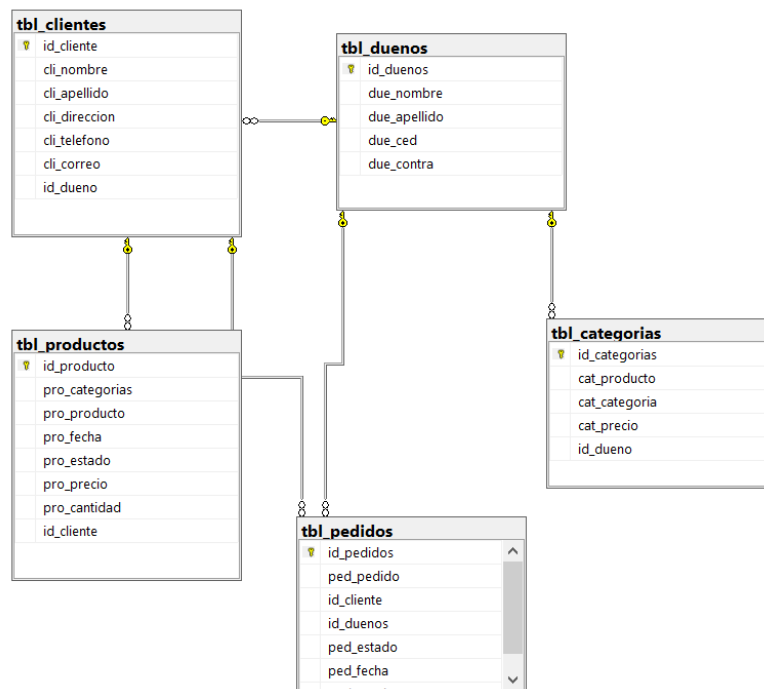 tbl_clientes
id_cliente
cli_nombre
cli_apellido
cli_direccion
cli_telefono
cli_correo
id_dueno
tbl_duenos
id_duenos
due_nombre
due_apellido
due_ced
due_contra
tbl_productos
id_producto
pro_categorias
pro_producto
pro_fecha
pro_estado
pro_precio
pro_cantidad
id_cliente
tbl_categorias
id_categorias
cat_producto
cat_categoria
cat_precio
id_dueno
tbl_pedidos
id_pedidos
ped_pedido
id_cliente
id_duenos
ped_estado
ped_fecha